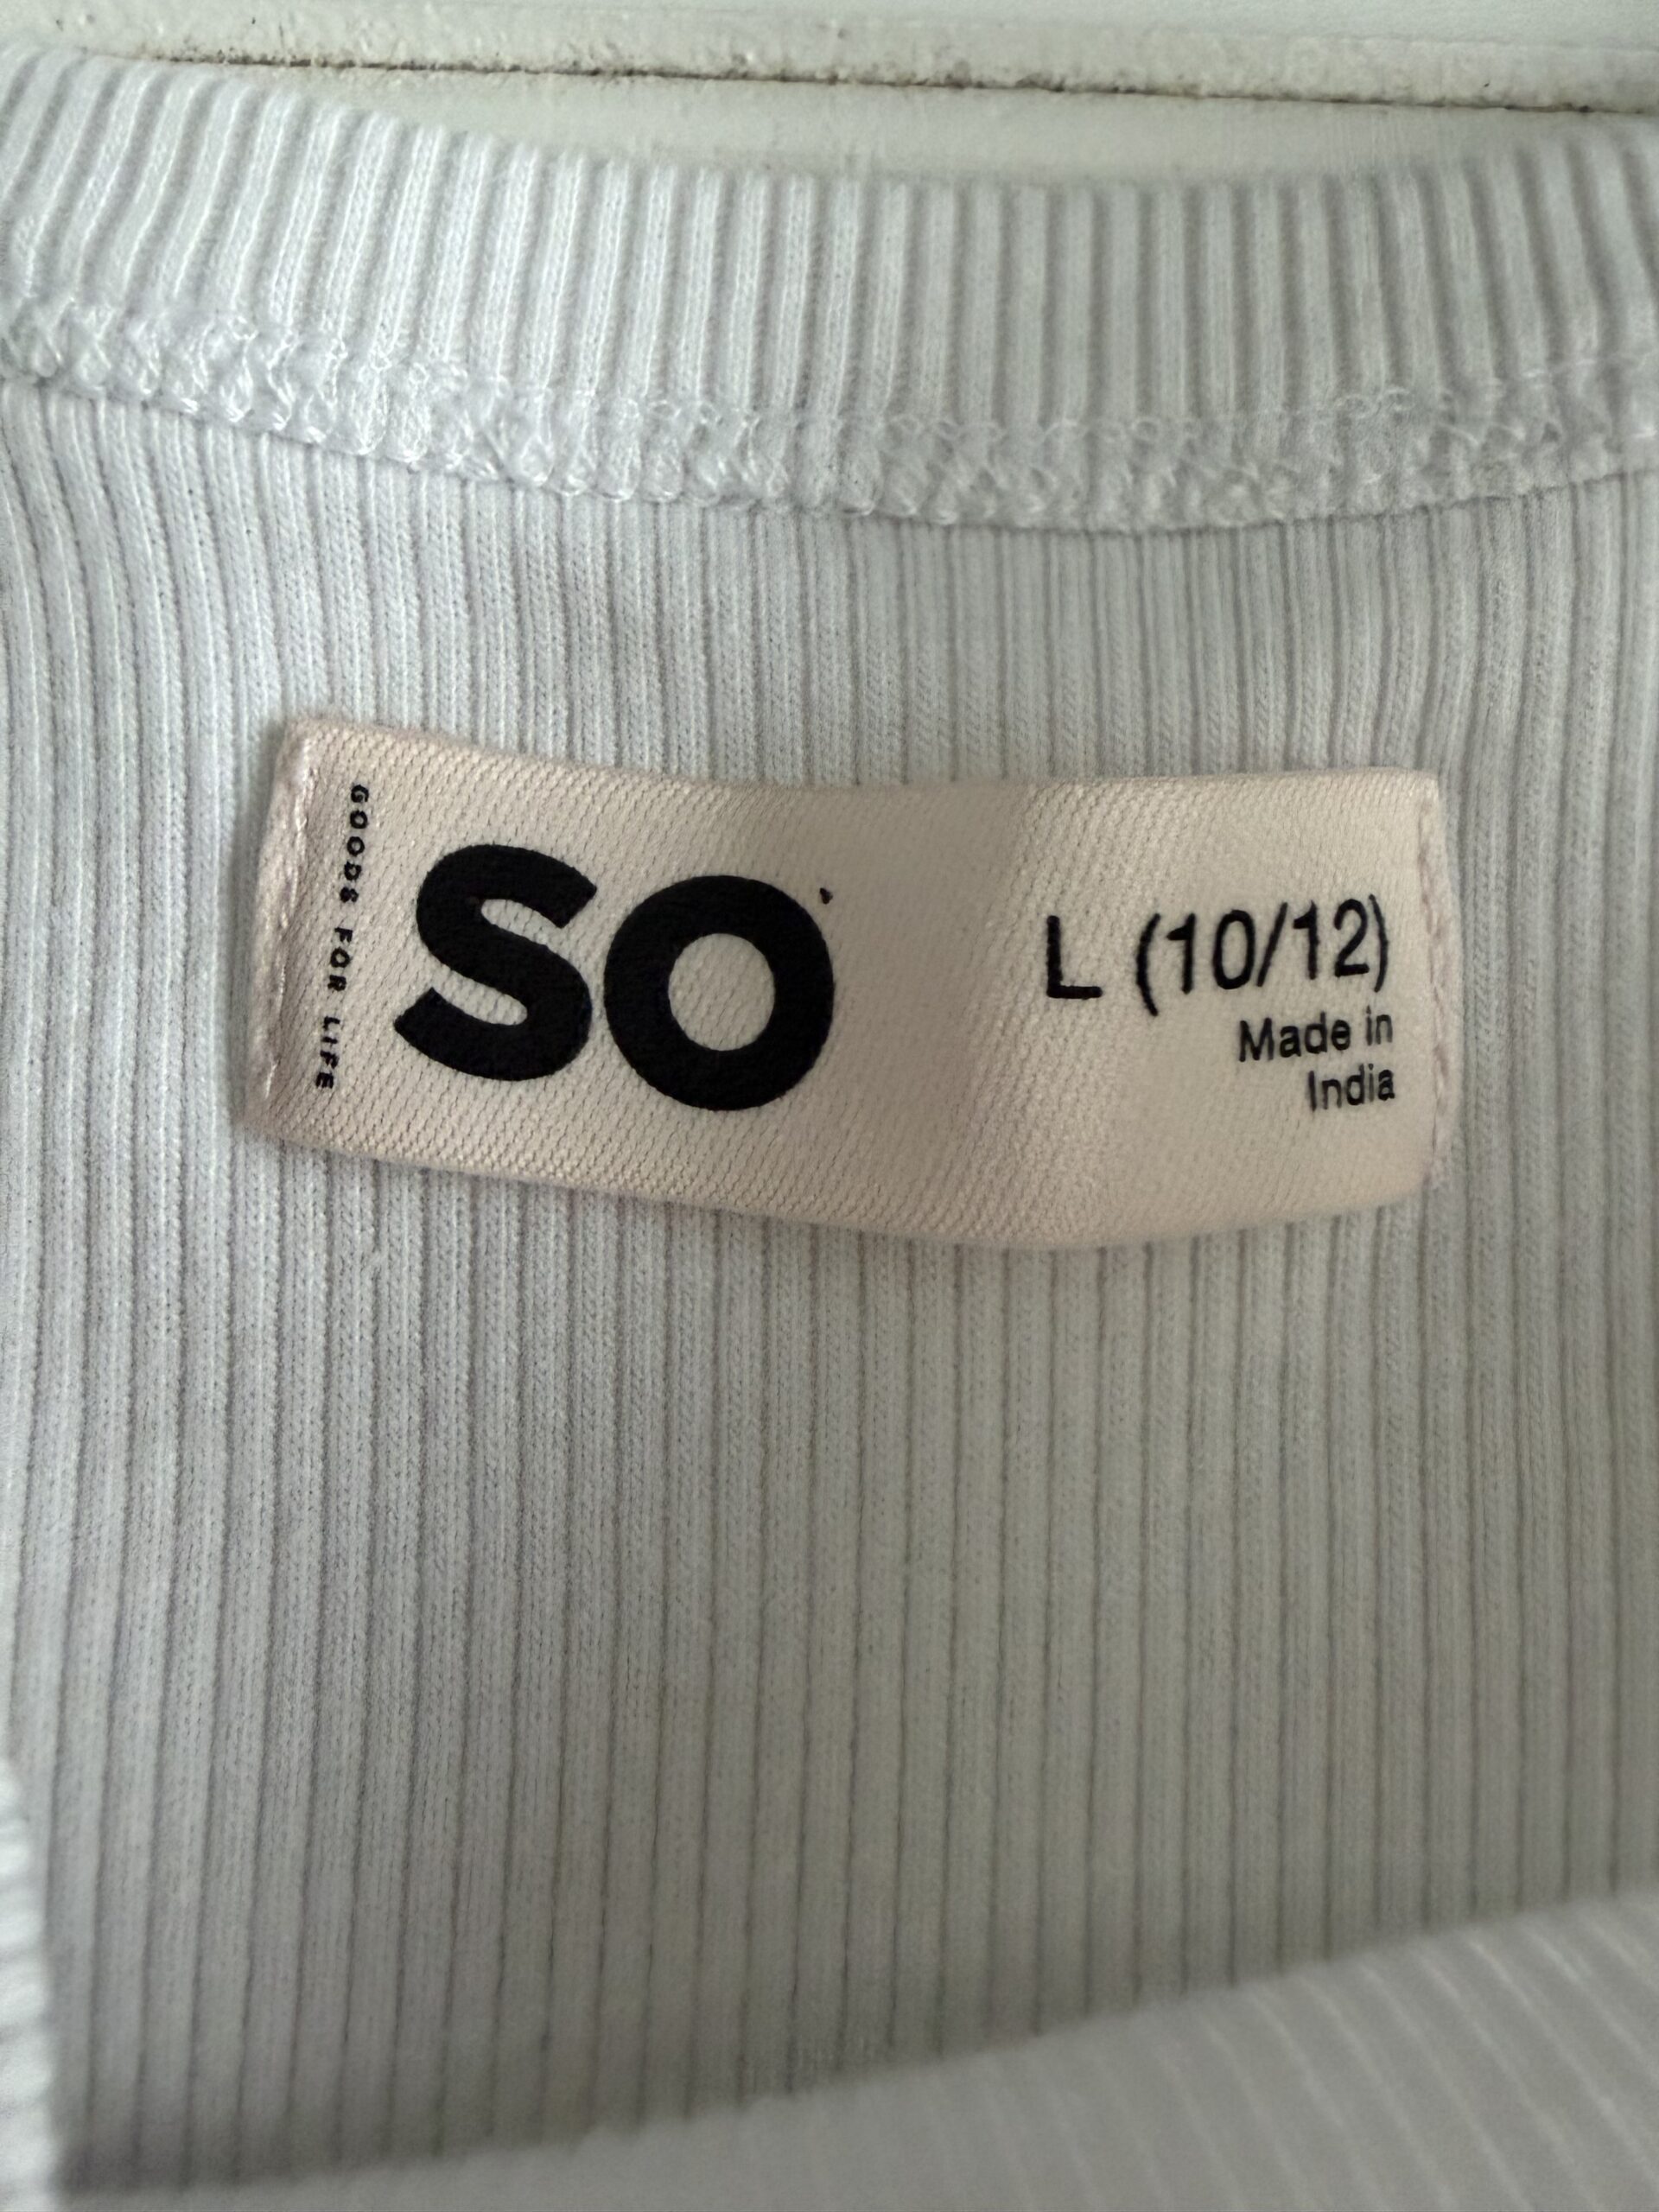 GOODS FOR LIFE
SO
L (10/12)
Made in
India